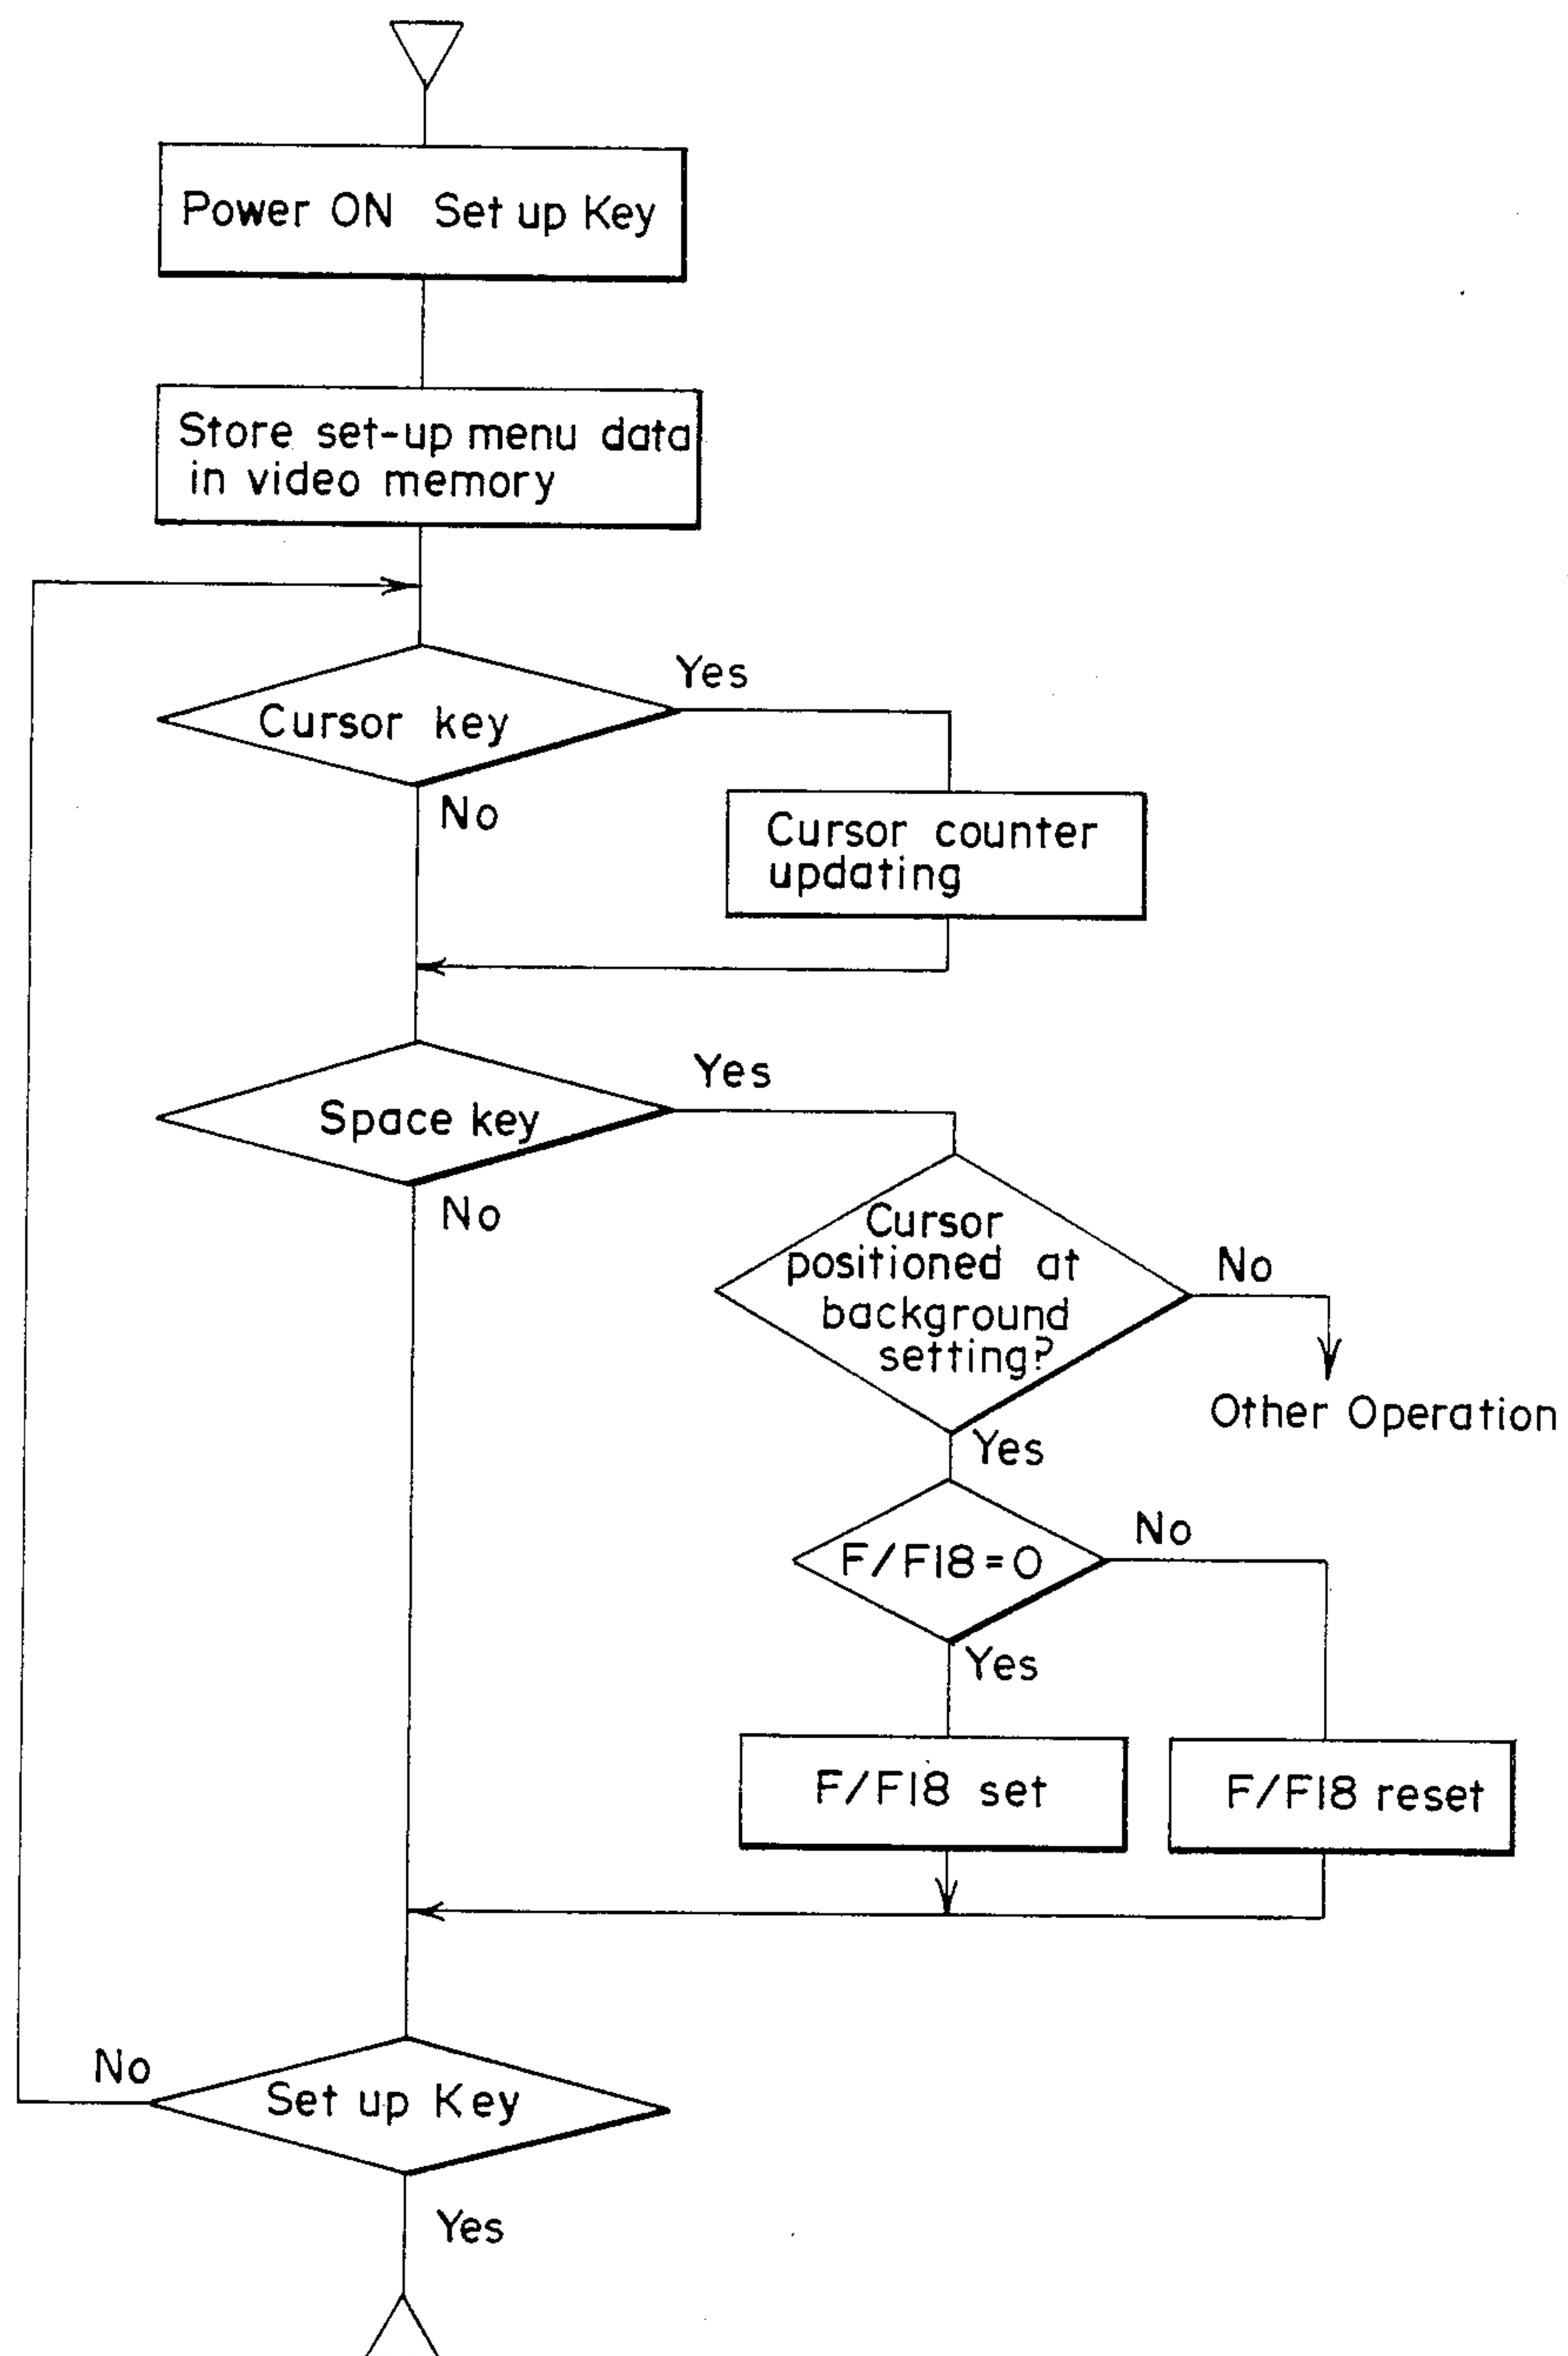 Power ON Set up Key
Store set-up menu data
in video memory
Cursor key
Yes
No
Cursor counter
updating
Space key
Yes
No
Cursor
positioned at
background
setting?
No
Other Operation
Yes
F/F18=0
No
Yes
F/F18 set
F/F18 reset
No
Set up Key
Yes